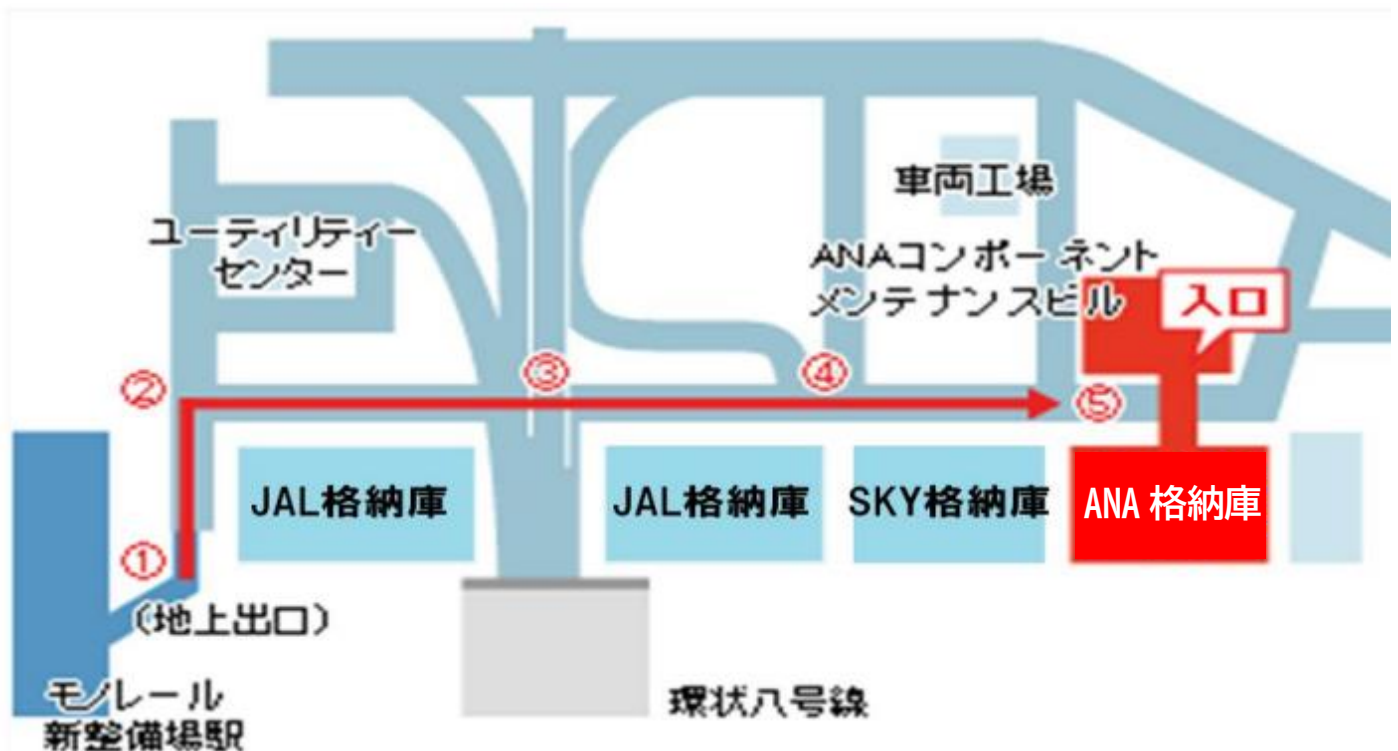 車両工場
ユーティリティー
センター
ANAコンポーネント
メンテナンスビル
入口
②
③
④
⑤
JAL格納庫
JAL格納庫
SKY格納庫
ANA 格納庫
①
(地上出口)
モノレール
新整備場駅
環状八号線